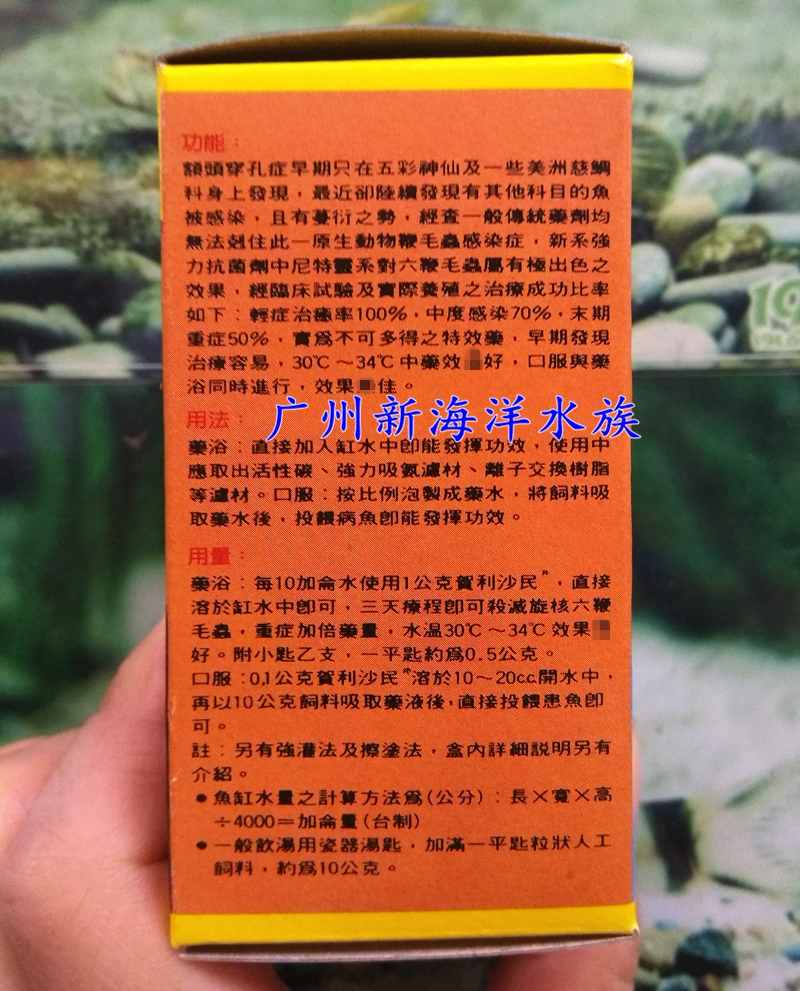 功能：
額頭穿孔症早期只在五彩神仙及一些美洲慈鯛
科身上發現，最近卻陸續發現有其他科目的魚
被感染，且有蔓衍之勢，經查一般傳統藥劑均
無法剋住此一原生動物鞭毛蟲感染症，新系強
力抗菌劑中尼特靈系對六鞭毛蟲屬有極出色之
效果，經臨床試驗及實際養殖之治療成功比率
如下：輕症治癒率100%，中度感染70%，末期
重症50%，實為不可多得之特效藥，早期發現
治療容易，30℃～34℃中藥效好，口服與藥
浴同時進行，效果佳。
广州新海洋水族
用法：
藥浴：直接加入缸水中即能發揮功效，使用中
應取出活性碳、強力吸氨濾材、離子交換樹脂
等濾材。口服：按比例泡製成藥水，將飼料吸
取藥水後，投餵病魚即能發揮功效。
用量：
藥浴：每10加侖水使用1公克賀利沙民®，直接
溶於缸水中即可，三天療程即可殺滅旋核六鞭
毛蟲，重症加倍藥量，水温30℃～34℃效果
好。附小匙乙支，一平匙約為0.5公克。
口服：0.1公克賀利沙民®溶於10～20c.c.開水中，
再以10公克飼料吸取藥液後，直接投餵患魚即
可。
註：另有強灌法及擦塗法，盒內詳細說明另有
介紹。
●魚缸水量之計算方法為(公分)：長×寬×高
÷4000＝加侖量(台制)
●一般飲湯用瓷器湯匙，加滿一平匙粒狀人工
飼料，約為10公克。